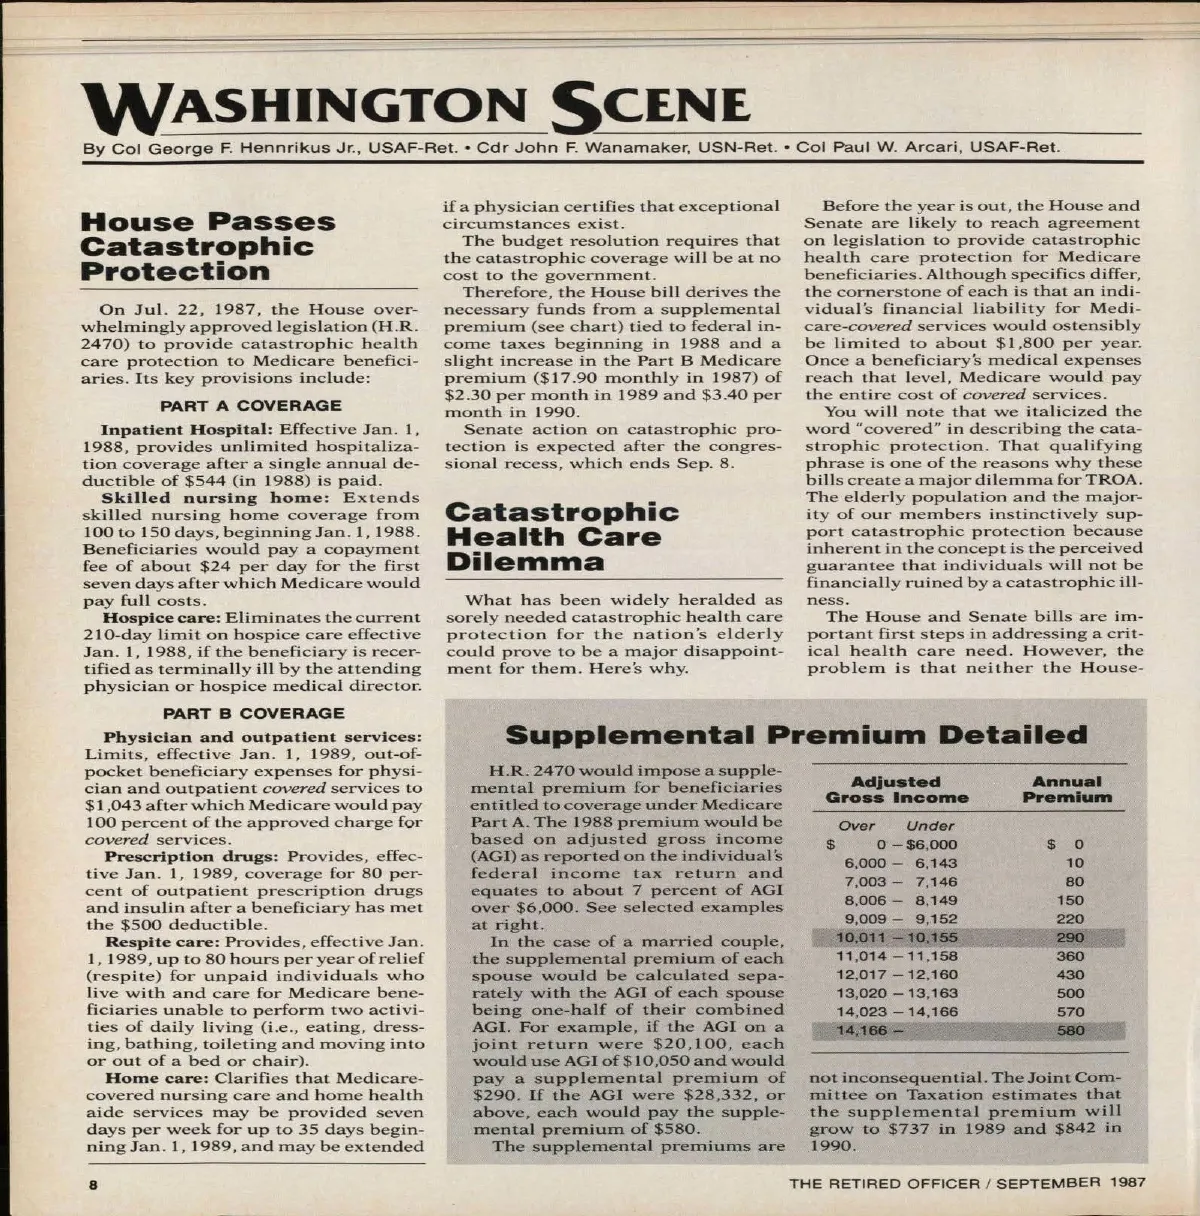 WASHINGTON SCENE
By Col George F. Hennrikus Jr., USAF-Ret. • Cdr John F. Wanamaker, USN-Ret. • Col Paul W. Arcari, USAF-Ret.
House Passes
Catastrophic
Protection
On Jul. 22, 1987, the House over-
whelmingly approved legislation (H.R.
2470) to provide catastrophic health
care protection to Medicare benefici-
aries. Its key provisions include:
PART A COVERAGE
Inpatient Hospital: Effective Jan. 1,
1988, provides unlimited hospitaliza-
tion coverage after a single annual de-
ductible of $544 (in 1988) is paid.
Skilled nursing home: Extends
skilled nursing home coverage from
100 to 150 days, beginning Jan. 1, 1988.
Beneficiaries would pay a copayment
fee of about $24 per day for the first
seven days after which Medicare would
pay full costs.
Hospice care: Eliminates the current
210-day limit on hospice care effective
Jan. 1, 1988, if the beneficiary is recer-
tified as terminally ill by the attending
physician or hospice medical director.
PART B COVERAGE
Physician and outpatient services:
Limits, effective Jan. 1, 1989, out-of-
pocket beneficiary expenses for physi-
cian and outpatient covered services to
$1,043 after which Medicare would pay
100 percent of the approved charge for
covered services.
Prescription drugs: Provides, effec-
tive Jan. 1, 1989, coverage for 80 per-
cent of outpatient prescription drugs
and insulin after a beneficiary has met
the $500 deductible.
Respite care: Provides, effective Jan.
1, 1989, up to 80 hours per year of relief
(respite) for unpaid individuals who
live with and care for Medicare bene-
ficiaries unable to perform two activi-
ties of daily living (i.e., eating, dress-
ing, bathing, toileting and moving into
or out of a bed or chair).
Home care: Clarifies that Medicare-
covered nursing care and home health
aide services may be provided seven
days per week for up to 35 days begin-
ning Jan. 1, 1989, and may be extended
if a physician certifies that exceptional
circumstances exist.
The budget resolution requires that
the catastrophic coverage will be at no
cost to the government.
Therefore, the House bill derives the
necessary funds from a supplemental
premium (see chart) tied to federal in-
come taxes beginning in 1988 and a
slight increase in the Part B Medicare
premium ($17.90 monthly in 1987) of
$2.30 per month in 1989 and $3.40 per
month in 1990.
Senate action on catastrophic pro-
tection is expected after the congres-
sional recess, which ends Sep. 8.
Catastrophic
Health Care
Dilemma
What has been widely heralded as
sorely needed catastrophic health care
protection for the nation's elderly
could prove to be a major disappoint-
ment for them. Here's why.
Before the year is out, the House and
Senate are likely to reach agreement
on legislation to provide catastrophic
health care protection for Medicare
beneficiaries. Although specifics differ,
the cornerstone of each is that an indi-
vidual's financial liability for Medi-
care-covered services would ostensibly
be limited to about $1,800 per year.
Once a beneficiary's medical expenses
reach that level, Medicare would pay
the entire cost of covered services.
You will note that we italicized the
word "covered" in describing the cata-
strophic protection. That qualifying
phrase is one of the reasons why these
bills create a major dilemma for TROA.
The elderly population and the major-
ity of our members instinctively sup-
port catastrophic protection because
inherent in the concept is the perceived
guarantee that individuals will not be
financially ruined by a catastrophic ill-
ness.
The House and Senate bills are im-
portant first steps in addressing a crit-
ical health care need. However, the
problem is that neither the House-
Supplemental Premium Detailed
H.R. 2470 would impose a supple-
mental premium for beneficiaries
entitled to coverage under Medicare
Part A. The 1988 premium would be
based on adjusted gross income
(AGI) as reported on the individual's
federal income tax return and
equates to about 7 percent of AGI
over $6,000. See selected examples
at right.
In the case of a married couple,
the supplemental premium of each
spouse would be calculated sepa-
rately with the AGI of each spouse
being one-half of their combined
AGI. For example, if the AGI on a
joint return were $20,100, each
would use AGI of $10,050 and would
pay a supplemental premium of
$290. If the AGI were $28,332, or
above, each would pay the supple-
mental premium of $580.
The supplemental premiums are
Adjusted Annual
Gross Income Premium
Over Under
$ 0 – $6,000 $ 0
6,000 – 6,143 10
7,003 – 7,146 80
8,006 – 8,149 150
9,009 – 9,152 220
10,011 – 10,155 290
11,014 – 11,158 360
12,017 – 12,160 430
13,020 – 13,163 500
14,023 – 14,166 570
14,166 – 580
not inconsequential. The Joint Com-
mittee on Taxation estimates that
the supplemental premium will
grow to $737 in 1989 and $842 in
1990.
8
THE RETIRED OFFICER / SEPTEMBER 1987